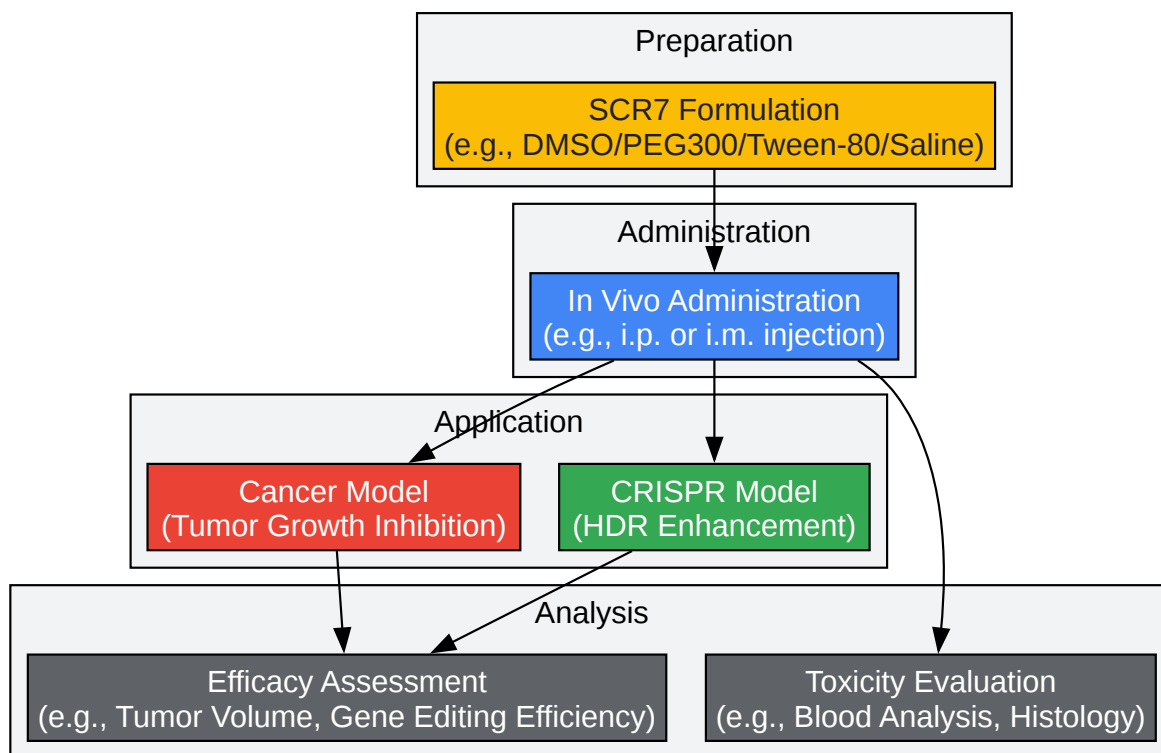 Preparation
SCR7 Formulation
(e.g., DMSO/PEG300/Tween-80/Saline)
Administration
In Vivo Administration
(e.g., i.p. or i.m. injection)
Application
Cancer Model
(Tumor Growth Inhibition)
CRISPR Model
(HDR Enhancement)
Analysis
Efficacy Assessment
(e.g., Tumor Volume, Gene Editing Efficiency)
Toxicity Evaluation
(e.g., Blood Analysis, Histology)